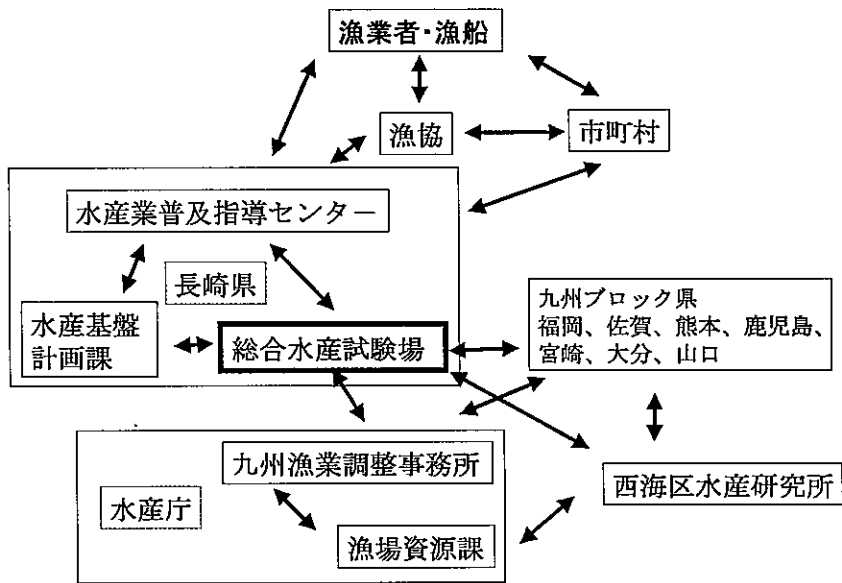 漁業者・漁船
漁協
市町村
水産業普及指導センター
長崎県
水産基盤
計画課
総合水産試験場
九州ブロック県
福岡、佐賀、熊本、鹿児島、
宮崎、大分、山口
九州漁業調整事務所
水産庁
漁場資源課
西海区水産研究所